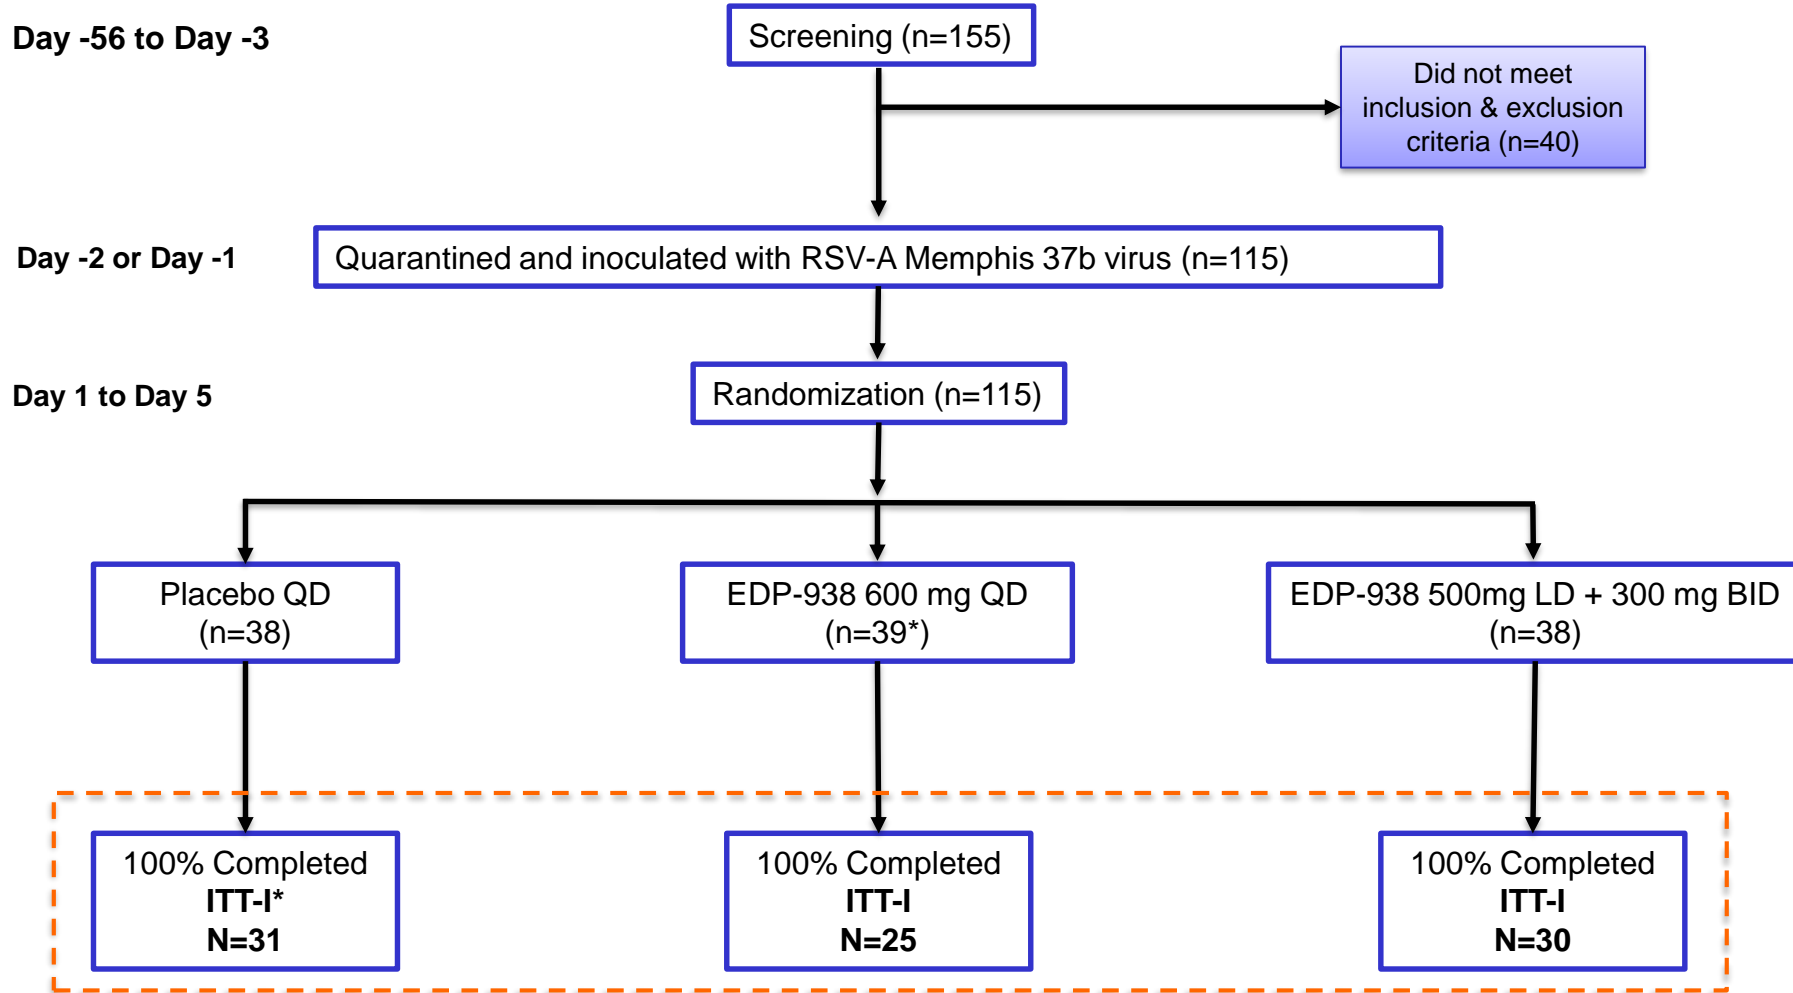 Day -56 to Day -3
Screening (n=155)
Did not meet
inclusion & exclusion
criteria (n=40)
Day -2 or Day -1
Quarantined and inoculated with RSV-A Memphis 37b virus (n=115)
Day 1 to Day 5
Randomization (n=115)
Placebo QD
(n=38)
EDP-938 600 mg QD
(n=39*)
EDP-938 500mg LD + 300 mg BID
(n=38)
100% Completed
ITT-I*
N=31
100% Completed
ITT-I
N=25
100% Completed
ITT-I
N=30